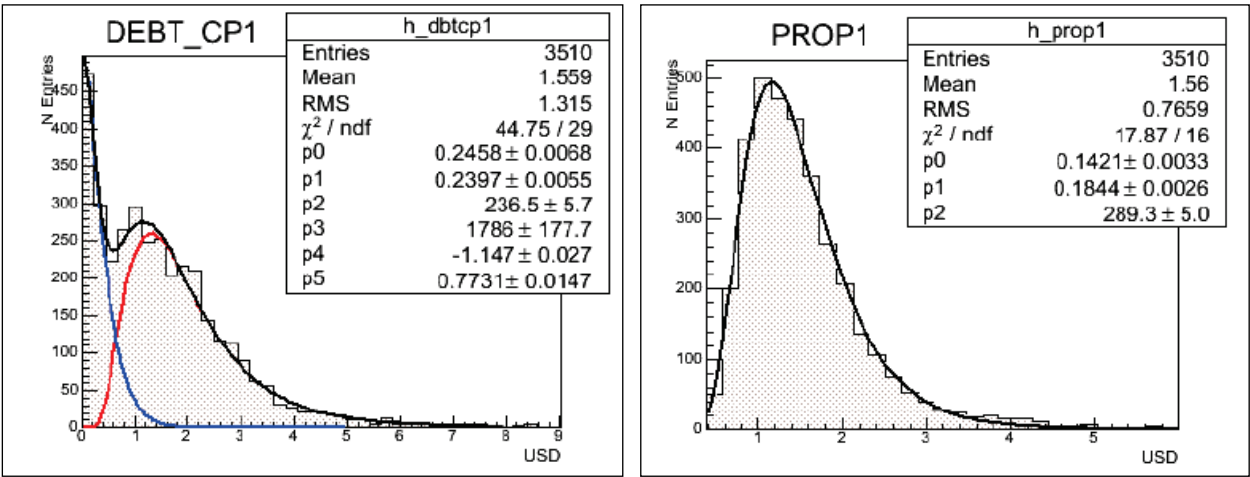 DEBT_CP1
h_dbtcp1
Entries 3510
Mean 1.559
RMS 1.315
χ² / ndf 44.75 / 29
p0 0.2458 ± 0.0068
p1 0.2397 ± 0.0055
p2 236.5 ± 5.7
p3 1786 ± 177.7
p4 -1.147 ± 0.027
p5 0.7731 ± 0.0147
N Entries
450
400
350
300
250
200
150
100
50
0
0 1 2 3 4 5 6 7 8 9
USD
PROP1
h_prop1
Entries 3510
Mean 1.56
RMS 0.7659
χ² / ndf 17.87 / 16
p0 0.1421 ± 0.0033
p1 0.1844 ± 0.0026
p2 289.3 ± 5.0
N Entries
500
400
300
200
100
0
1 2 3 4 5
USD